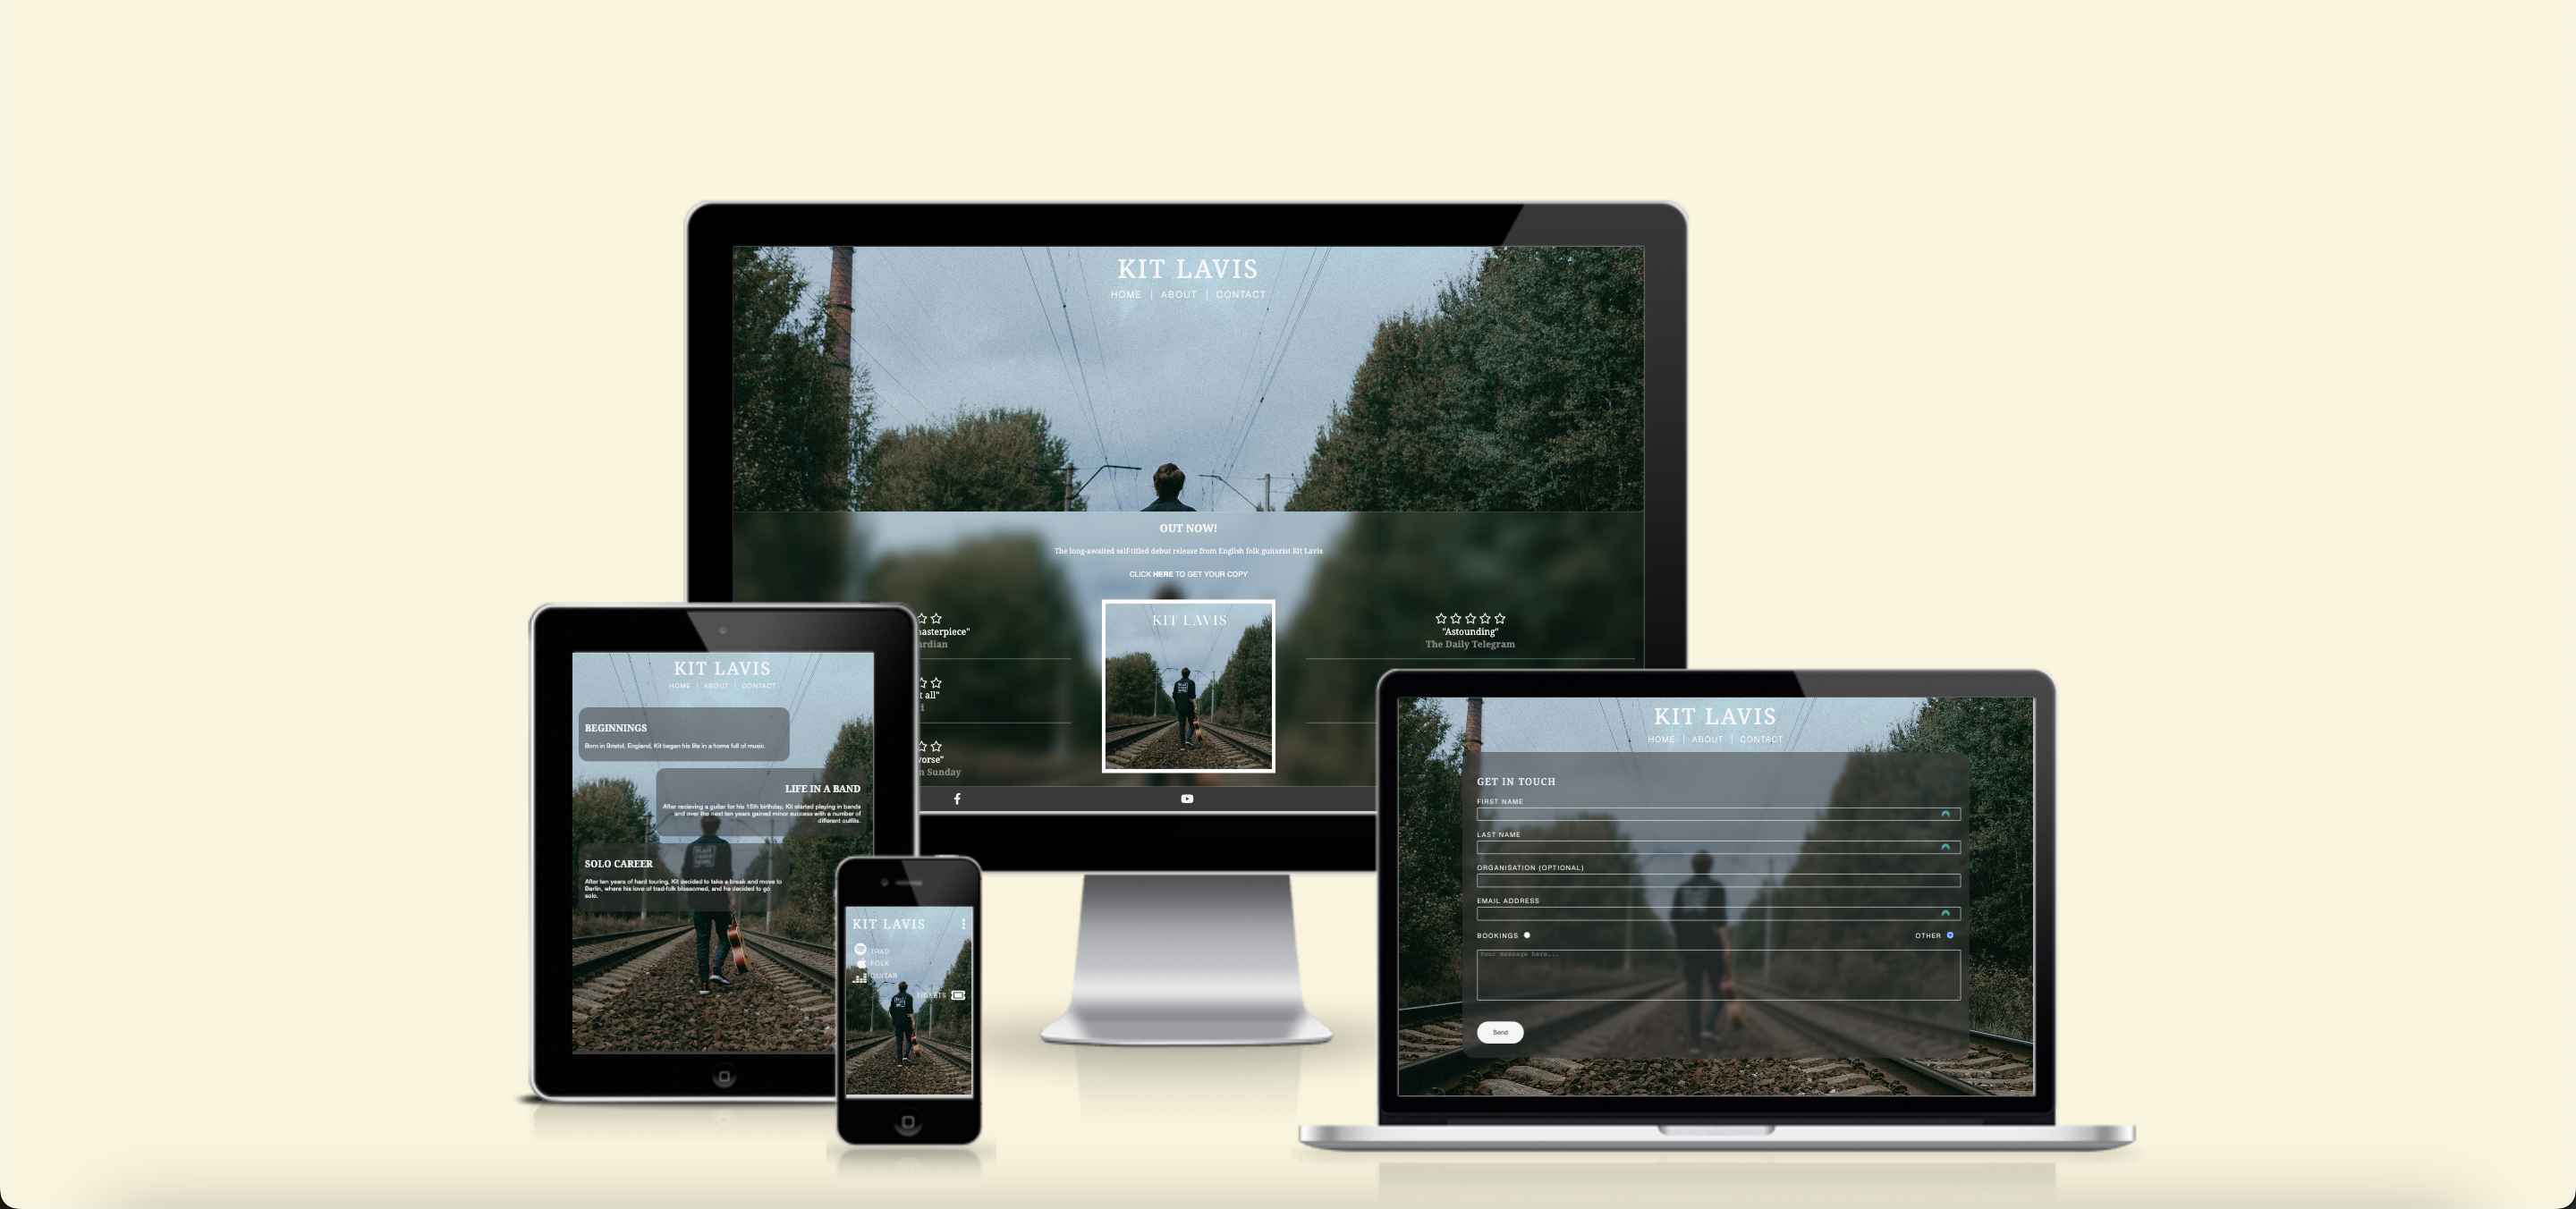 KIT LAVIS
HOME | ABOUT | CONTACT
OUT NOW!
The long-awaited self-titled debut release from English folk guitarist Kit Lavis
CLICK HERE TO GET YOUR COPY
asterpiece"
ardian
t all"
vorse"
n Sunday
KIT LAVIS
"Astounding"
The Daily Telegram
KIT LAVIS
HOME | ABOUT | CONTACT
BEGINNINGS
Born in Bristol, England, Kit began his life in a home full of music.
LIFE IN A BAND
After recieving a guitar for his 15th birthday, Kit started playing in bands
and over the next ten years gained minor success with a number of
different outfits.
SOLO CAREER
After ten years of hard touring, Kit decided to take a break and move to
Berlin, where his love of trad-folk blossomed, and he decided to go
solo.
KIT LAVIS
TRAD
FOLK
GUITAR
TICKETS
KIT LAVIS
HOME | ABOUT | CONTACT
GET IN TOUCH
FIRST NAME
LAST NAME
ORGANISATION (OPTIONAL)
EMAIL ADDRESS
BOOKINGS
OTHER
Your message here...
Send